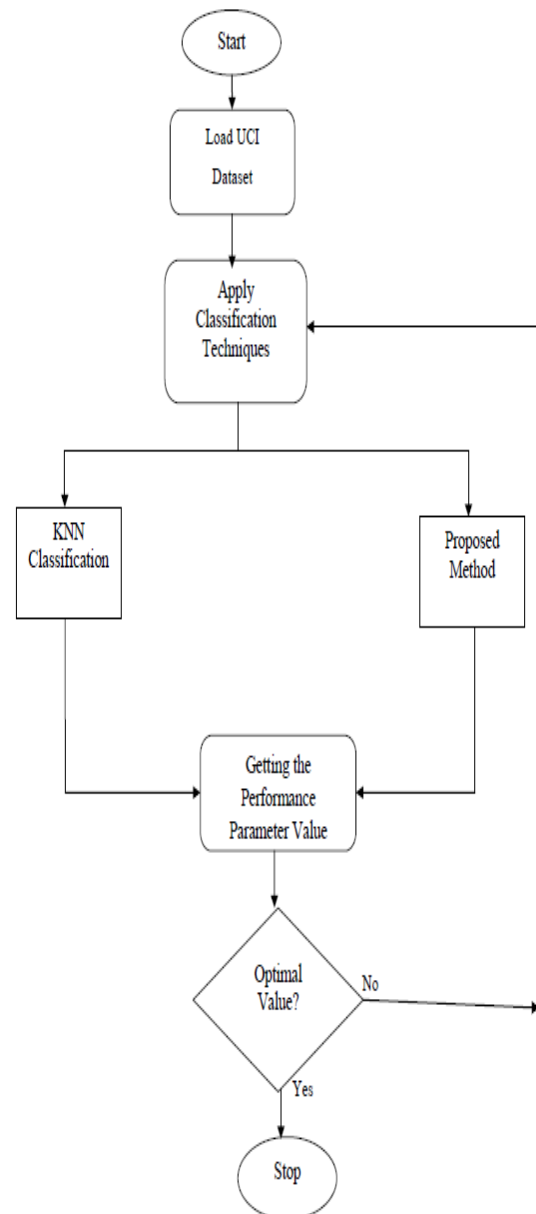 Start
Load UCI
Dataset
Apply
Classification
Techniques
KNN
Classification
Proposed
Method
Getting the
Performance
Parameter Value
Optimal
Value?
No
Yes
Stop